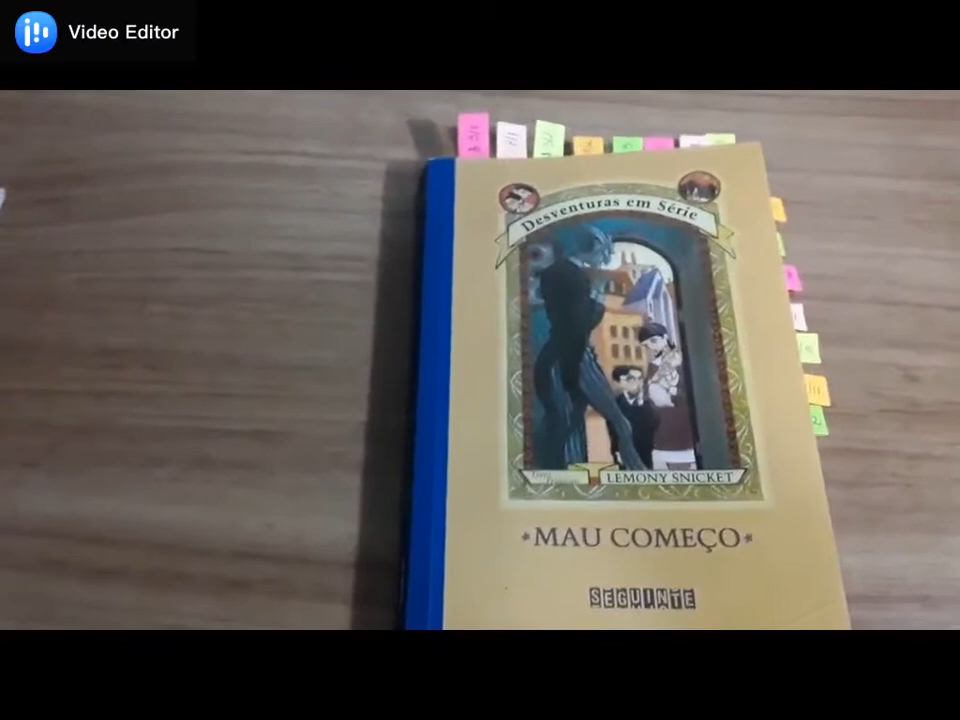 Video Editor
Desventuras em Série
LEMONY SNICKET
MAU COMEÇO
SEGUINTE